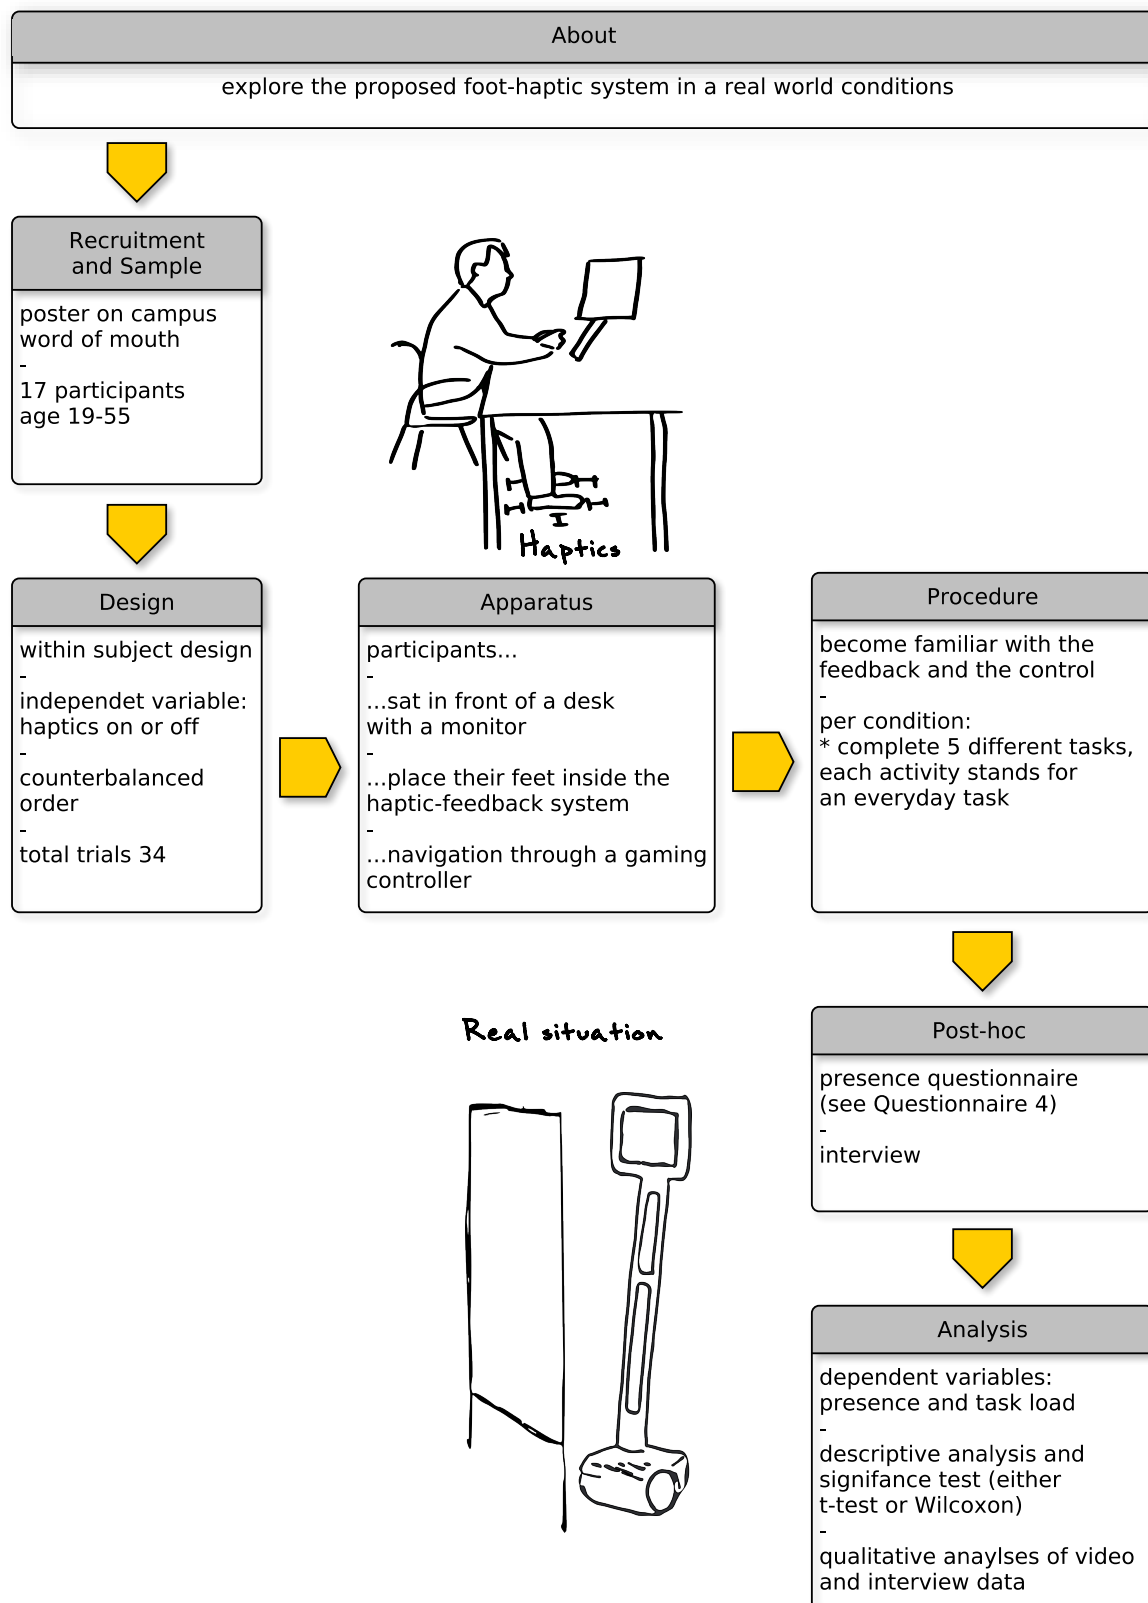 About
explore the proposed foot-haptic system in a real world conditions
Recruitment
and Sample
poster on campus
word of mouth
-
17 participants
age 19-55
Haptics
Design
within subject design
-
independet variable:
haptics on or off
-
counterbalanced
order
-
total trials 34
Apparatus
participants...
-
...sat in front of a desk
with a monitor
-
...place their feet inside the
haptic-feedback system
-
...navigation through a gaming
controller
Procedure
become familiar with the
feedback and the control
-
per condition:
* complete 5 different tasks,
each activity stands for
an everyday task
Real situation
Post-hoc
presence questionnaire
(see Questionnaire 4)
-
interview
Analysis
dependent variables:
presence and task load
-
descriptive analysis and
signifance test (either
t-test or Wilcoxon)
-
qualitative anaylses of video
and interview data